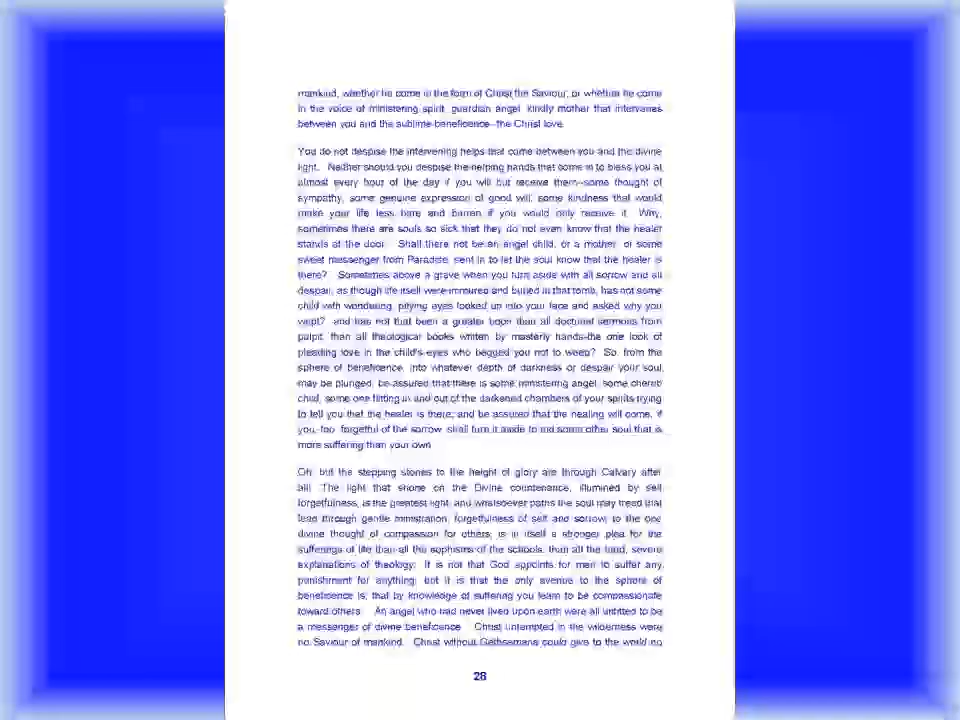 mankind, whether he come in the form of Christ the Saviour, or whether he come
in the voice of ministering spirit, guardian angel, kindly mother that intervenes
between you and the sublime beneficence--the Christ love.
You do not despise the intervening helps that come between you and the divine
light. Neither should you despise the helping hands that come in to bless you at
almost every hour of the day if you will but receive them--some thought of
sympathy, some genuine expression of good will, some kindness that would
make your life less bare and barren if you would only receive it. Why,
sometimes there are souls so sick that they do not even know that the healer
stands at the door. Shall there not be an angel child, or a mother, or some
sweet messenger from Paradise, sent in to let the soul know that the healer is
there? Sometimes above a grave when you turn aside with all sorrow and all
despair, as though life itself were immured and buried in that tomb, has not some
child with wondering, pitying eyes looked up into your face and asked why you
wept? and has not that been a greater boon than all doctrinal sermons from
pulpit, than all theological books written by masterly hands-the one look of
pleading love in the child's eyes who begged you not to weep? So, from the
sphere of beneficence, into whatever depth of darkness or despair your soul
may be plunged, be assured that there is some ministering angel, some cherub
child, some one flitting in and out of the darkened chambers of your spirits trying
to tell you that the healer is there; and be assured that the healing will come, if
you, too, forgetful of the sorrow, shall turn it aside to aid some other soul that is
more suffering than your own.
Oh, but the stepping stones to the height of glory are through Calvary after
all! The light that shone on the Divine countenance, illumined by self
forgetfulness, is the greatest light, and whatsoever paths the soul may tread that
lead through gentle ministration, forgetfulness of self and sorrow, to the one
divine thought of compassion for others, is in itself a stronger plea for the
sufferings of life than all the sophisms of the schools, than all the hard, severe
explanations of theology. It is not that God appoints for man to suffer any
punishment for anything, but it is that the only avenue to the sphere of
beneficence is, that by knowledge of suffering you learn to be compassionate
toward others. An angel who had never lived upon earth were all unfitted to be
a messenger of divine beneficence. Christ untempted in the wilderness were
no Saviour of mankind. Christ without Gethsemane could give to the world no
28